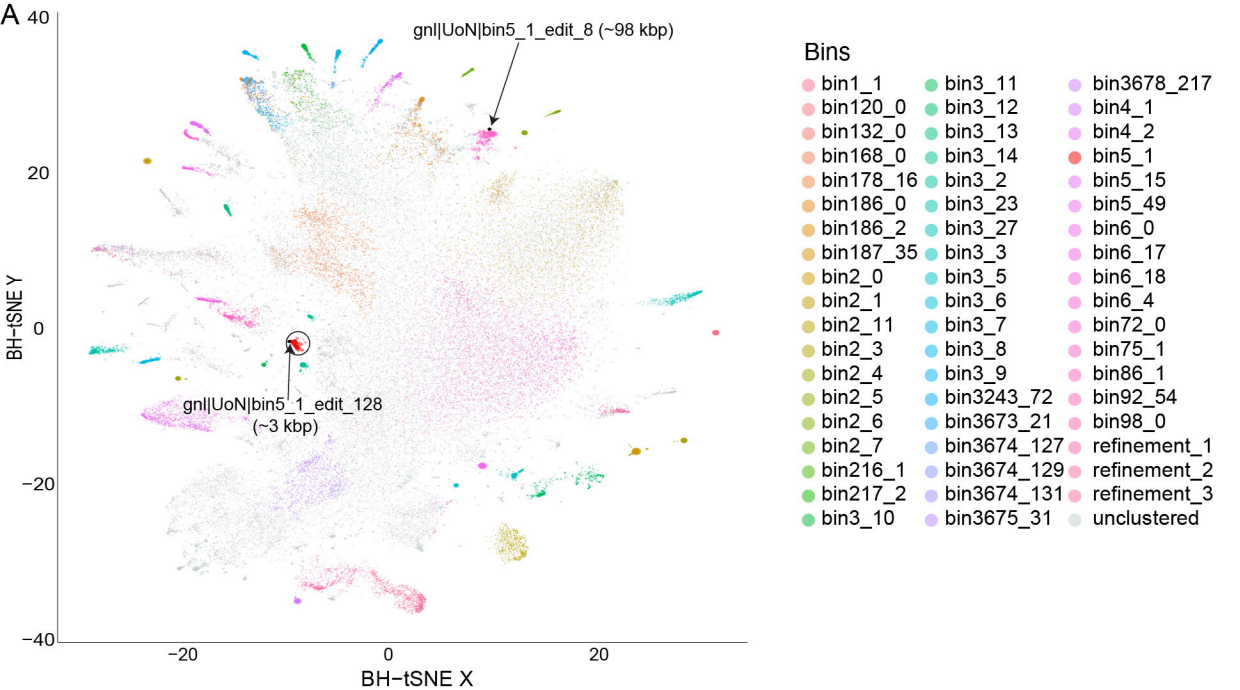 A
gnl|UoN|bin5_1_edit_8 (~98 kbp)
gnl|UoN|bin5_1_edit_128
(~3 kbp)
40
20
0
−20
−40
BH−tSNE Y
−20
0
20
BH−tSNE X
Bins
bin1_1
bin120_0
bin132_0
bin168_0
bin178_16
bin186_0
bin186_2
bin187_35
bin2_0
bin2_1
bin2_11
bin2_3
bin2_4
bin2_5
bin2_6
bin2_7
bin216_1
bin217_2
bin3_10
bin3_11
bin3_12
bin3_13
bin3_14
bin3_2
bin3_23
bin3_27
bin3_3
bin3_5
bin3_6
bin3_7
bin3_8
bin3_9
bin3243_72
bin3673_21
bin3674_127
bin3674_129
bin3674_131
bin3675_31
bin3678_217
bin4_1
bin4_2
bin5_1
bin5_15
bin5_49
bin6_0
bin6_17
bin6_18
bin6_4
bin72_0
bin75_1
bin86_1
bin92_54
bin98_0
refinement_1
refinement_2
refinement_3
unclustered